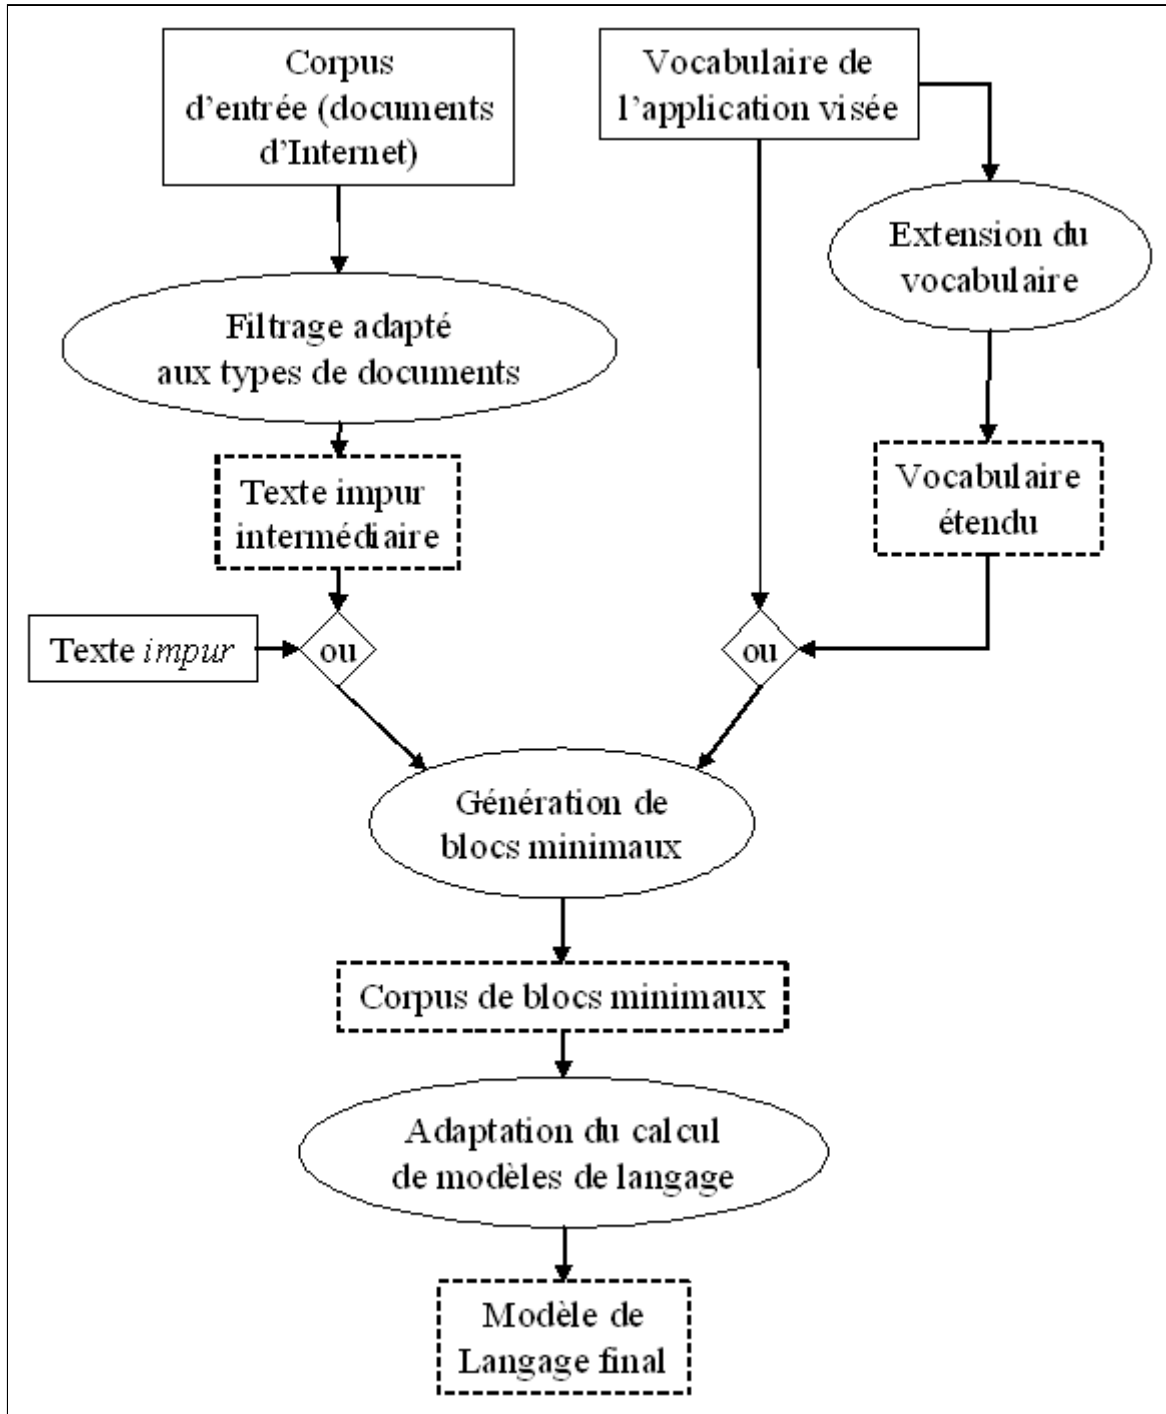 Corpus
d'entrée (documents
d'Internet)
Vocabulaire de
l'application visée
Extension du
vocabulaire
Filtrage adapté
aux types de documents
Texte impur
intermédiaire
Vocabulaire
étendu
Texte impur
ou
ou
Génération de
blocs minimaux
Corpus de blocs minimaux
Adaptation du calcul
de modèles de langage
Modèle de
Langage final